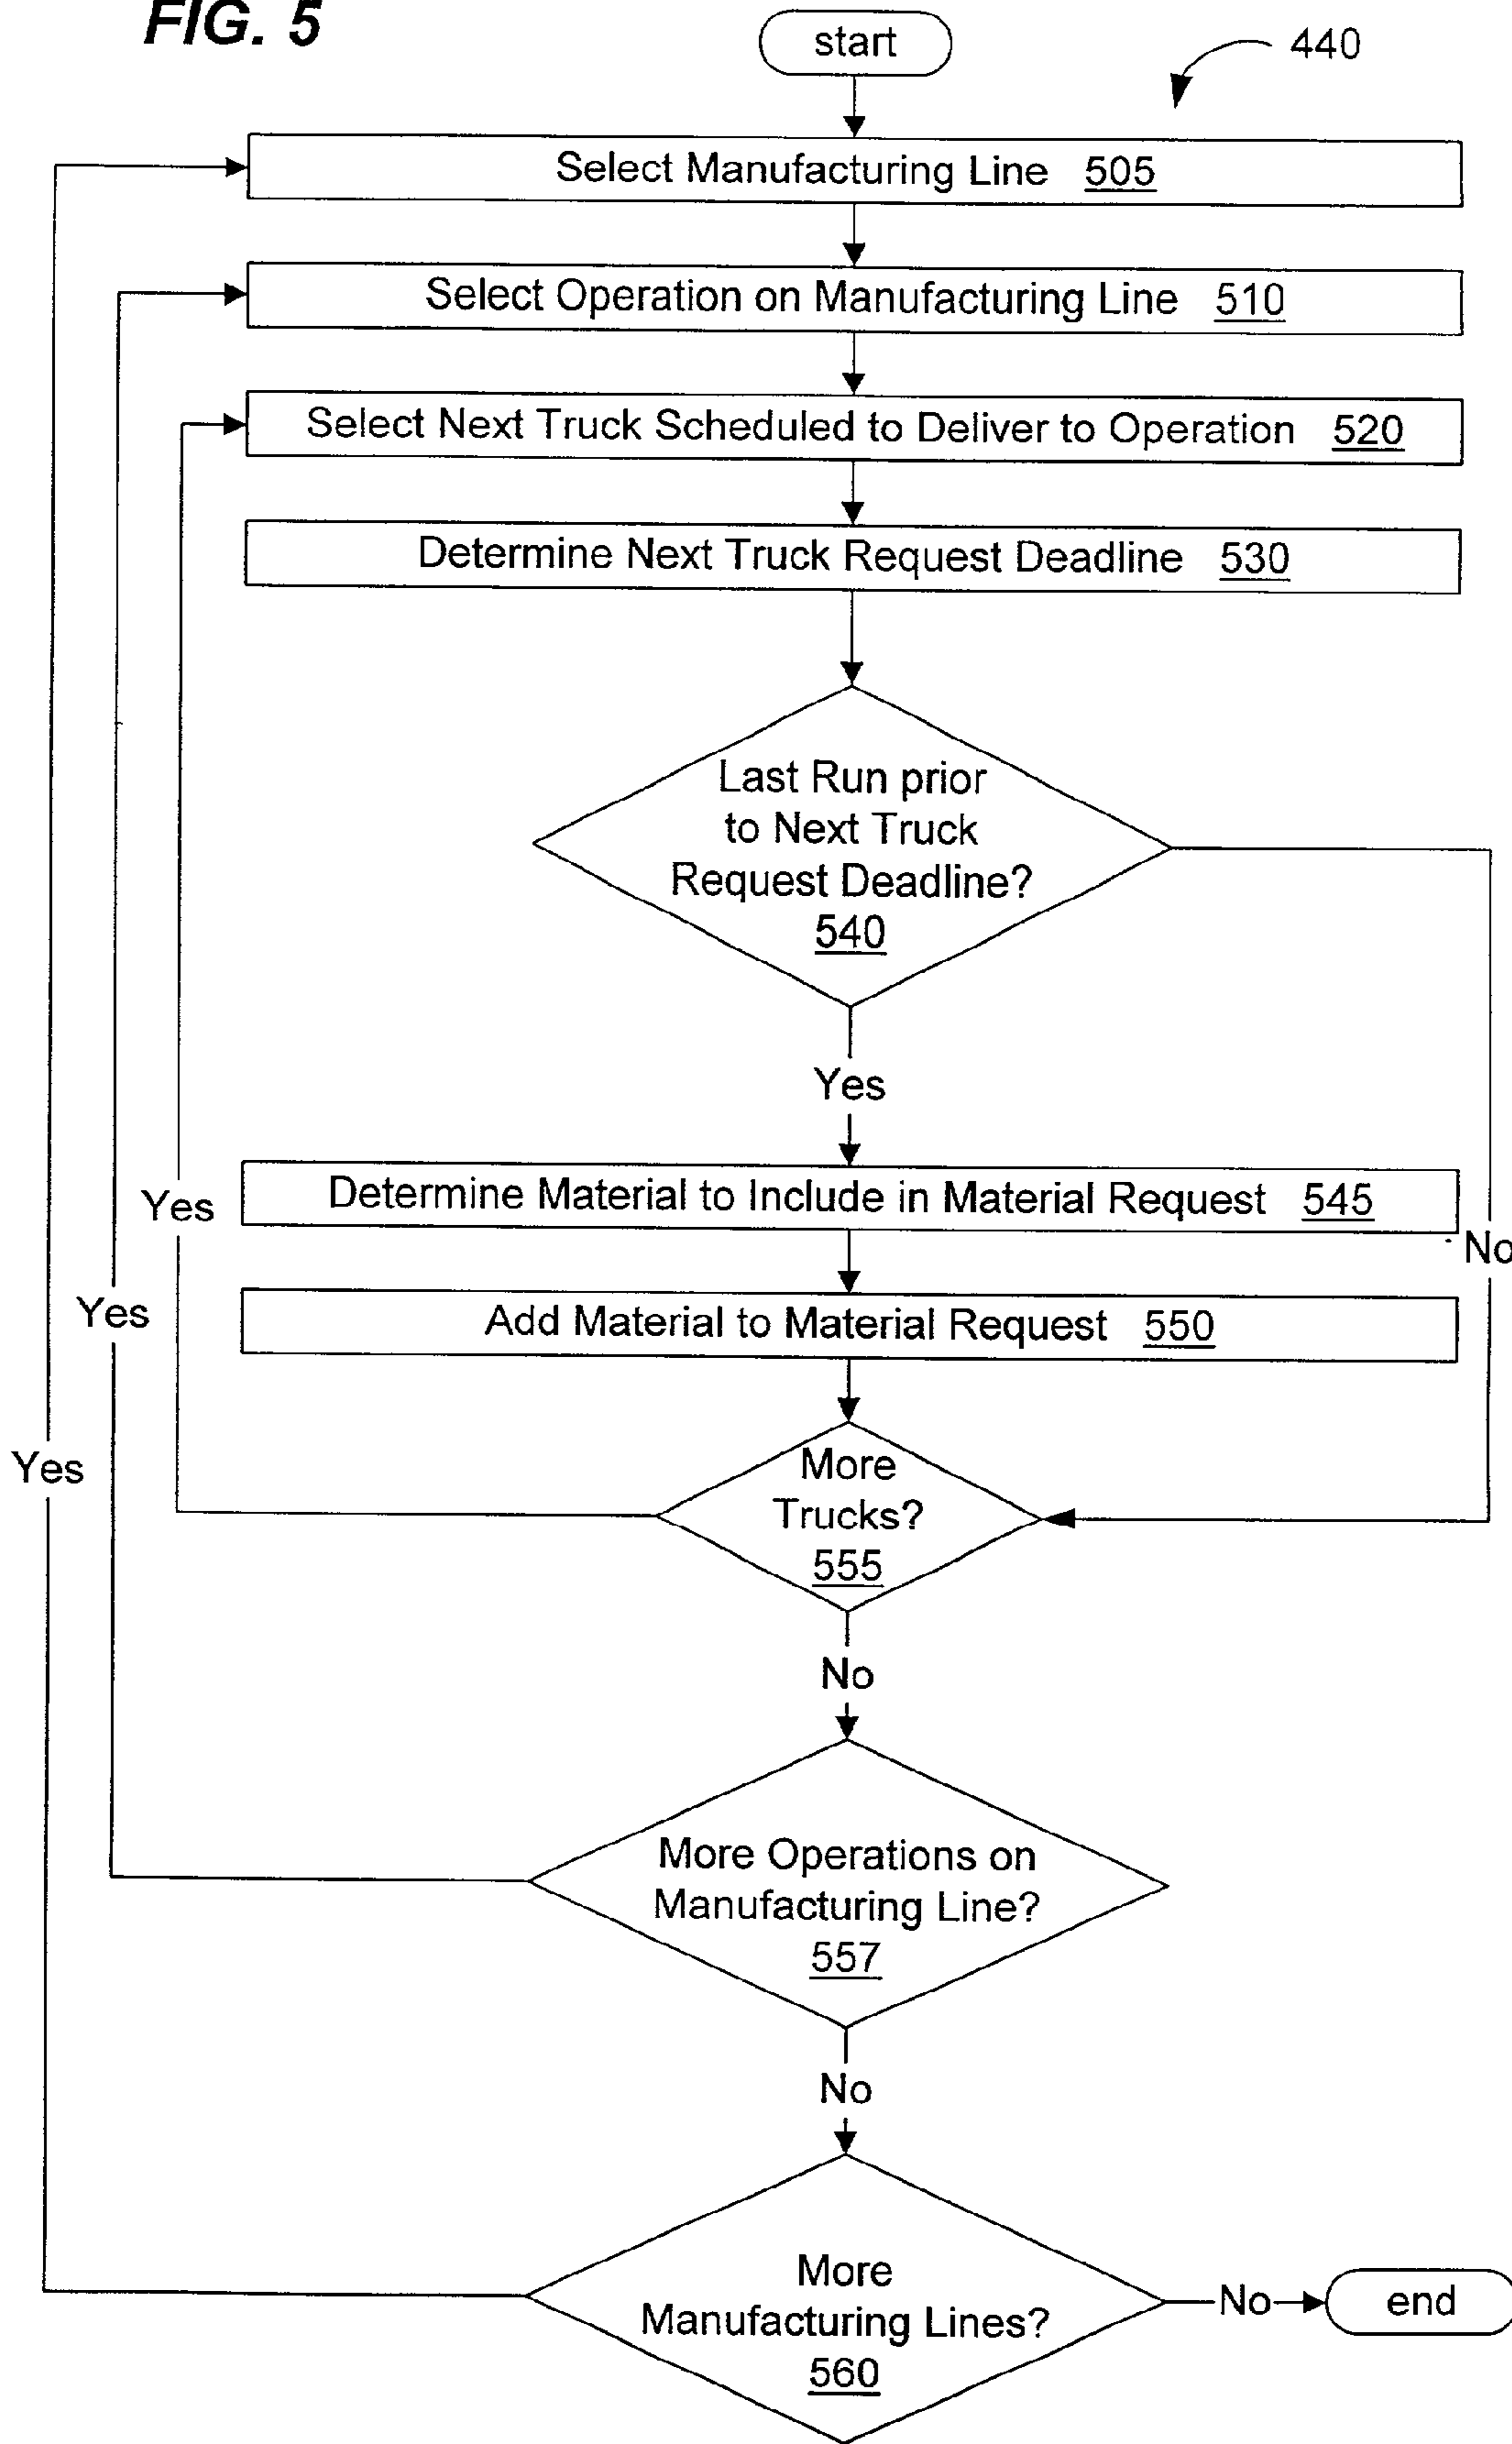 FIG. 5
start
440
Select Manufacturing Line 505
Select Operation on Manufacturing Line 510
Select Next Truck Scheduled to Deliver to Operation 520
Determine Next Truck Request Deadline 530
Last Run prior
to Next Truck
Request Deadline?
540
Yes
Determine Material to Include in Material Request 545
Yes
No
Add Material to Material Request 550
Yes
More
Trucks?
555
Yes
No
More Operations on
Manufacturing Line?
557
No
More
Manufacturing Lines?
560
No
end